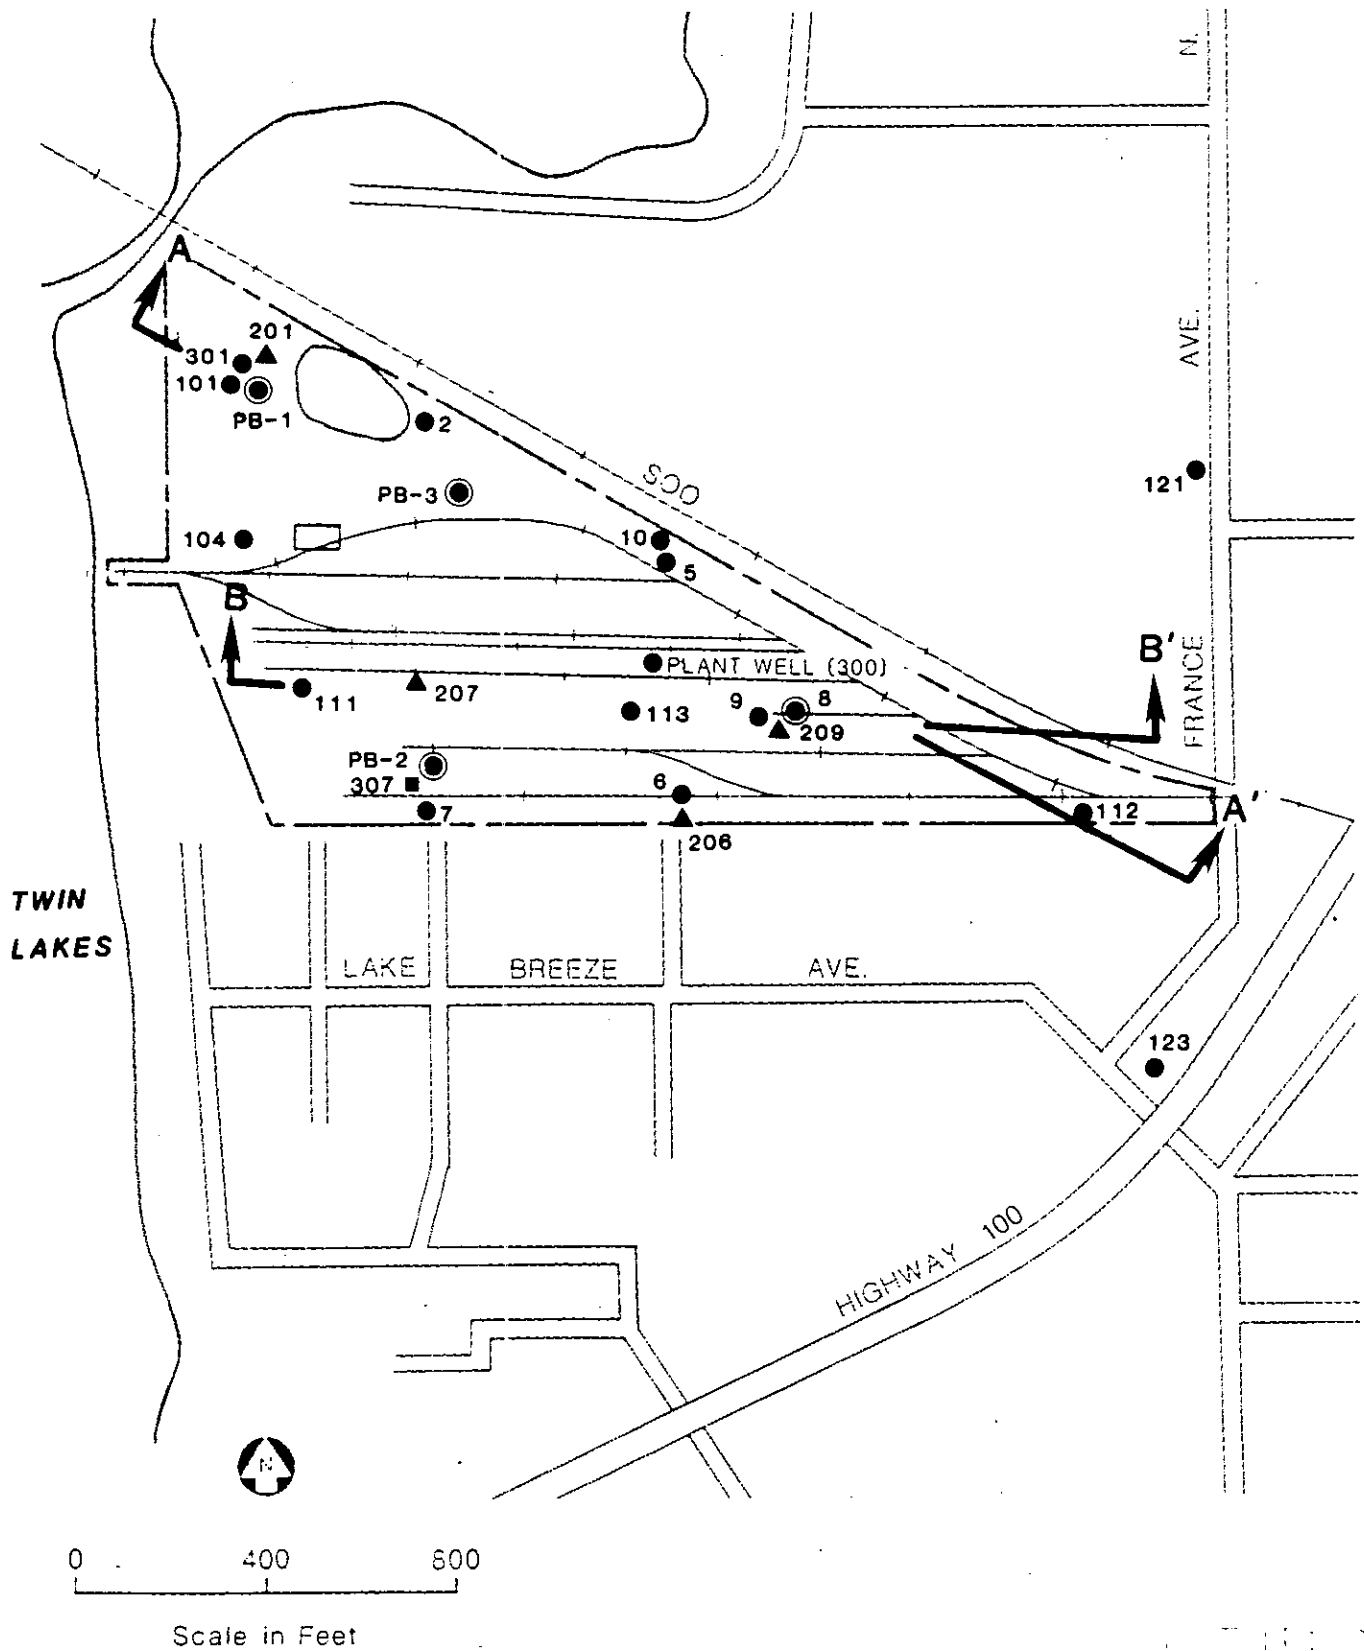 N.
A
201
301
101
PB-1
2
AVE.
SOO
PB-3
121
104
10
5
B
B'
FRANCE
PLANT WELL (300)
111
207
113
9
8
209
PB-2
307
6
7
206
112
A'
TWIN
LAKES
LAKE BREEZE AVE.
123
HIGHWAY 100
N
0 400 800
Scale in Feet